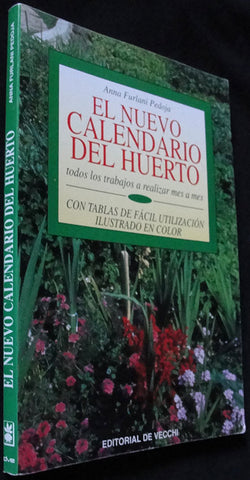 Anna Furlani Pedoja
EL NUEVO
CALENDARIO
DEL HUERTO
todos los trabajos a realizar mes a mes
CON TABLAS DE FÁCIL UTILIZACIÓN
ILUSTRADO EN COLOR
EDITORIAL DE VECCHI
ANNA FURLANI PEDOJA
EL NUEVO CALENDARIO DEL HUERTO